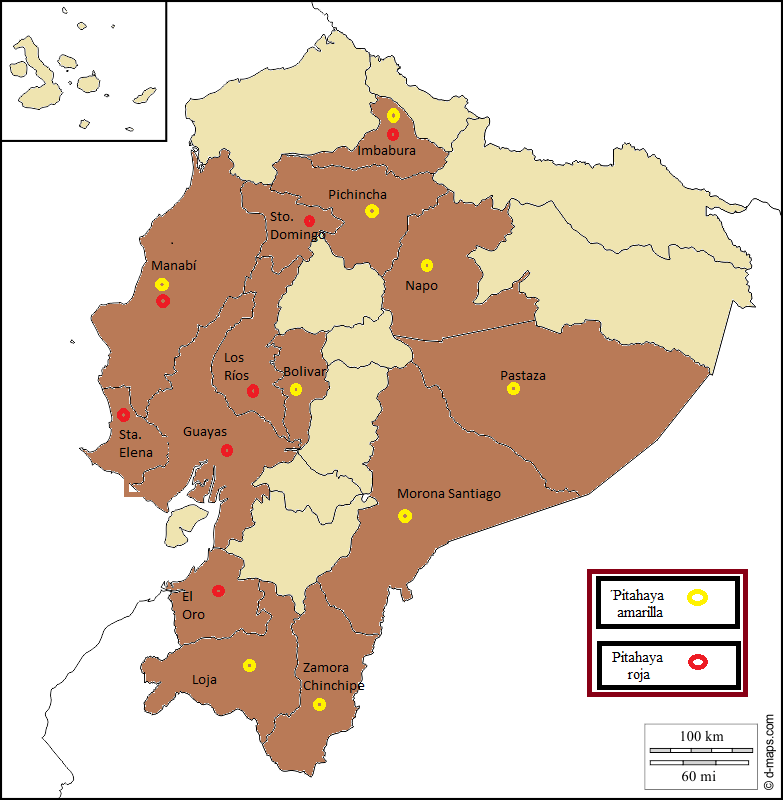 Imbabura
Pichincha
Sto.
Domingo
Manabí
Napo
Los
Ríos
Bolivar
Pastaza
Sta.
Elena
Guayas
Morona Santiago
El
Oro
Loja
Zamora
Chinchipe
Pitahaya
amarilla
Pitahaya
roja
100 km
60 mi
© d-maps.com